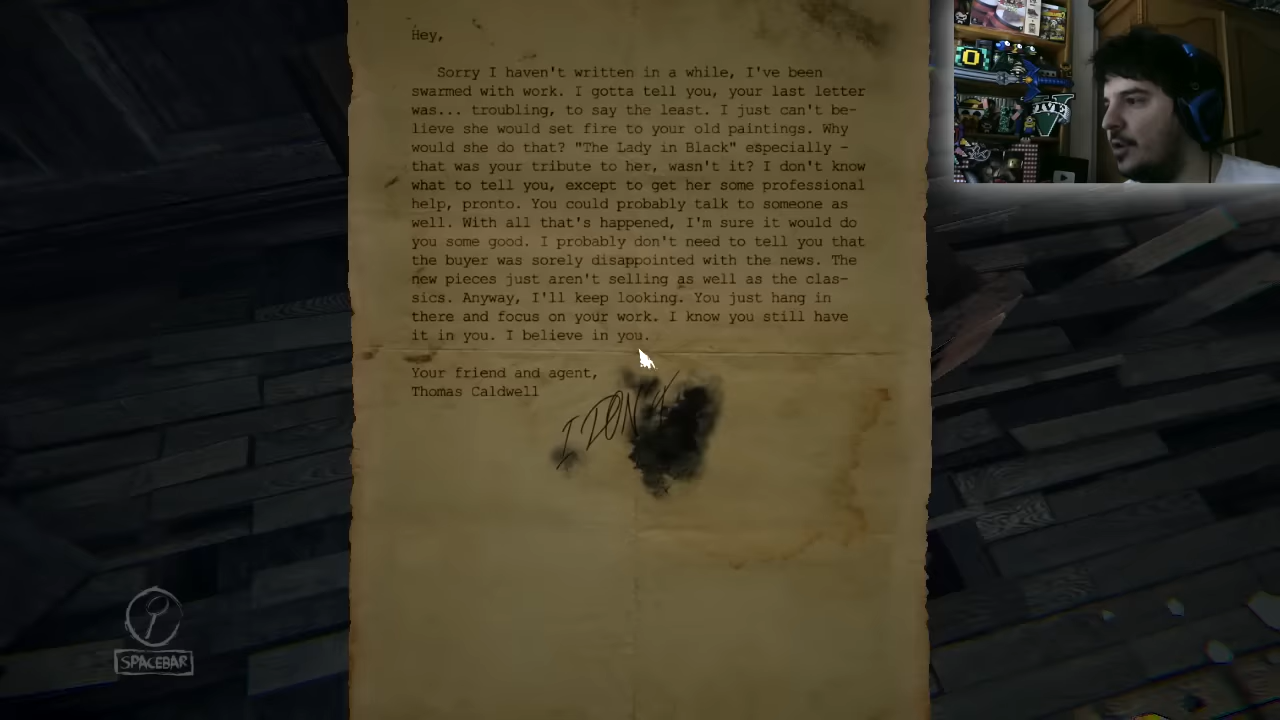 Hey,
Sorry I haven't written in a while, I've been
swarmed with work. I gotta tell you, your last letter
was... troubling, to say the least. I just can't be-
lieve she would set fire to your old paintings. Why
would she do that? "The Lady in Black" especially -
that was your tribute to her, wasn't it? I don't know
what to tell you, except to get her some professional
help, pronto. You could probably talk to someone as
well. With all that's happened, I'm sure it would do
you some good. I probably don't need to tell you that
the buyer was sorely disappointed with the news. The
new pieces just aren't selling as well as the clas-
sics. Anyway, I'll keep looking. You just hang in
there and focus on your work. I know you still have
it in you. I believe in you.
Your friend and agent,
Thomas Caldwell
I DON'T
SPACEBAR
FIVE
V